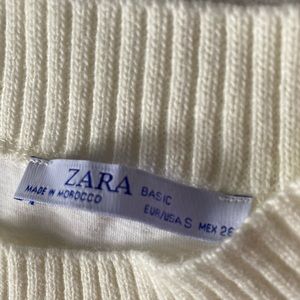 ZARA BASIC
MADE IN MOROCCO
EUR/USA S MEX 26